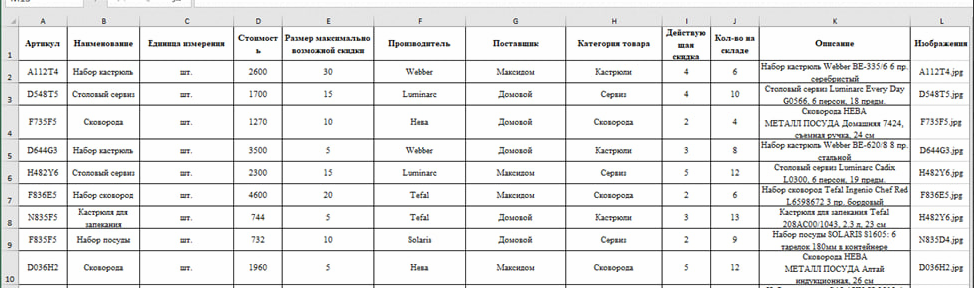 A B C D E F G H I J K L
1 Артикул Наименование Единица измерения Стоимость Размер максимально возможной скидки Производитель Поставщик Категория товара Действующая скидка Кол-во на складе Описание Изображения
2 A112T4 Набор кастрюль шт. 2600 30 Webber Максидом Кастрюли 4 6 Набор кастрюль Webber BE-335/6 6 пр. серебристый A112T4.jpg
3 D548T5 Столовый сервиз шт. 1700 15 Luminarc Домовой Сервиз 4 10 Столовый сервиз Luminarc Every Day G0566, 6 персон, 18 предм. D548T5.jpg
4 F735F5 Сковорода шт. 1270 10 Нева Домовой Сковорода 2 4 Сковорода НЕВА МЕТАЛЛ ПОСУДА Домашняя 7424, съемная ручка, 24 см F735F5.jpg
5 D644G3 Набор кастрюль шт. 3500 5 Webber Домовой Кастрюли 3 8 Набор кастрюль Webber BE-620/8 8 пр. стальной D644G3.jpg
6 H482Y6 Столовый сервиз шт. 2300 15 Luminarc Максидом Сервиз 5 12 Столовый сервиз Luminarc Cadix L0300, 6 персон, 19 предм. H482Y6.jpg
7 F836E5 Набор сковород шт. 4600 20 Tefal Максидом Сковорода 2 6 Набор сковород Tefal Ingenio Chef Red L6598672 3 пр. бордовый F836E5.jpg
8 N835F5 Кастрюля для запекания шт. 744 5 Tefal Домовой Кастрюли 3 13 Кастрюля для запекания Tefal 208AC00/1043, 2.3 л, 23 см H482Y6.jpg
9 F835F5 Набор посуды шт. 732 10 Solaris Домовой Сервиз 2 9 Набор посуды SOLARIS S1605: 6 тарелок 180мм в контейнере N835D4.jpg
10 D036H2 Сковорода шт. 1960 5 Нева Максидом Сковорода 5 12 Сковорода НЕВА МЕТАЛЛ ПОСУДА Алтай индукционная, 26 см D036H2.jpg